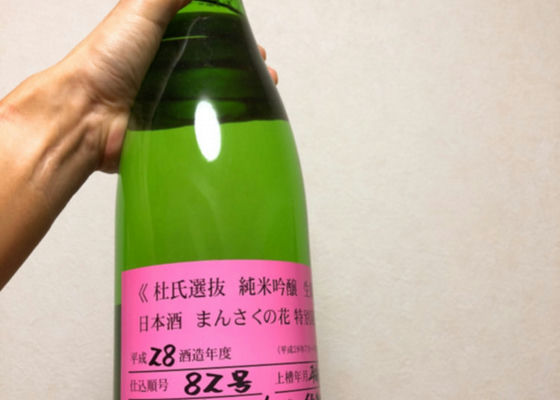 《 杜氏選抜 純米吟醸 生
日本酒 まんさくの花 特別
平成28酒造年度
仕込順号 82号 上槽年月